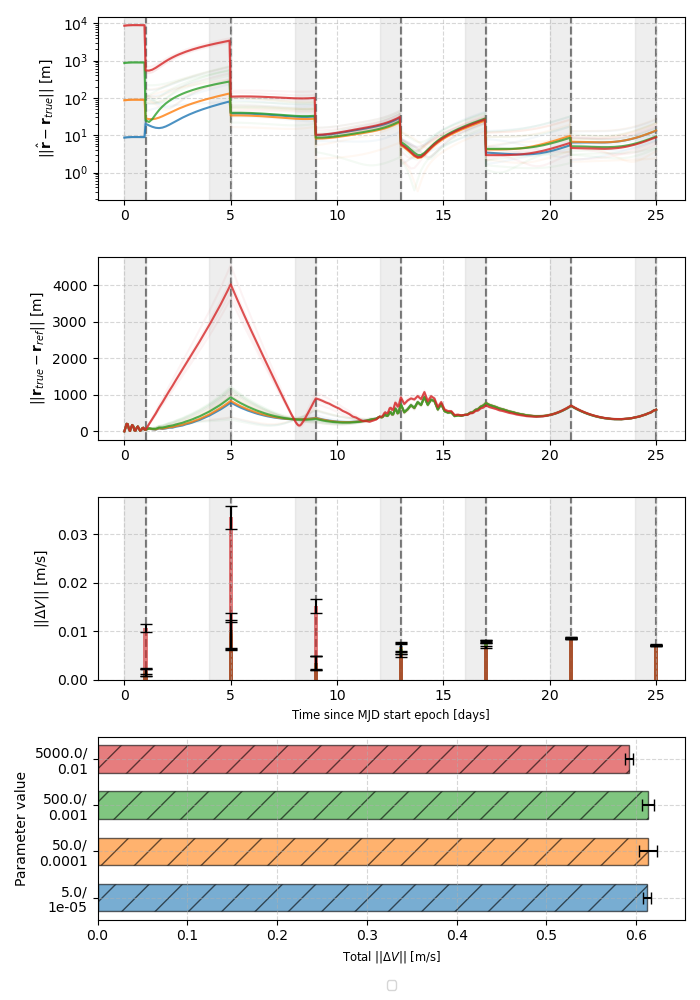 ||r̂ − r_true|| [m]
10⁴
10³
10²
10¹
10⁰
0 5 10 15 20 25
||r_true − r_ref|| [m]
4000
3000
2000
1000
0
0 5 10 15 20 25
||ΔV|| [m/s]
0.03
0.02
0.01
0.00
0 5 10 15 20 25
Time since MJD start epoch [days]
Parameter value
5000.0/
0.01
500.0/
0.001
50.0/
0.0001
5.0/
1e-05
0.0 0.1 0.2 0.3 0.4 0.5 0.6
Total ||ΔV|| [m/s]